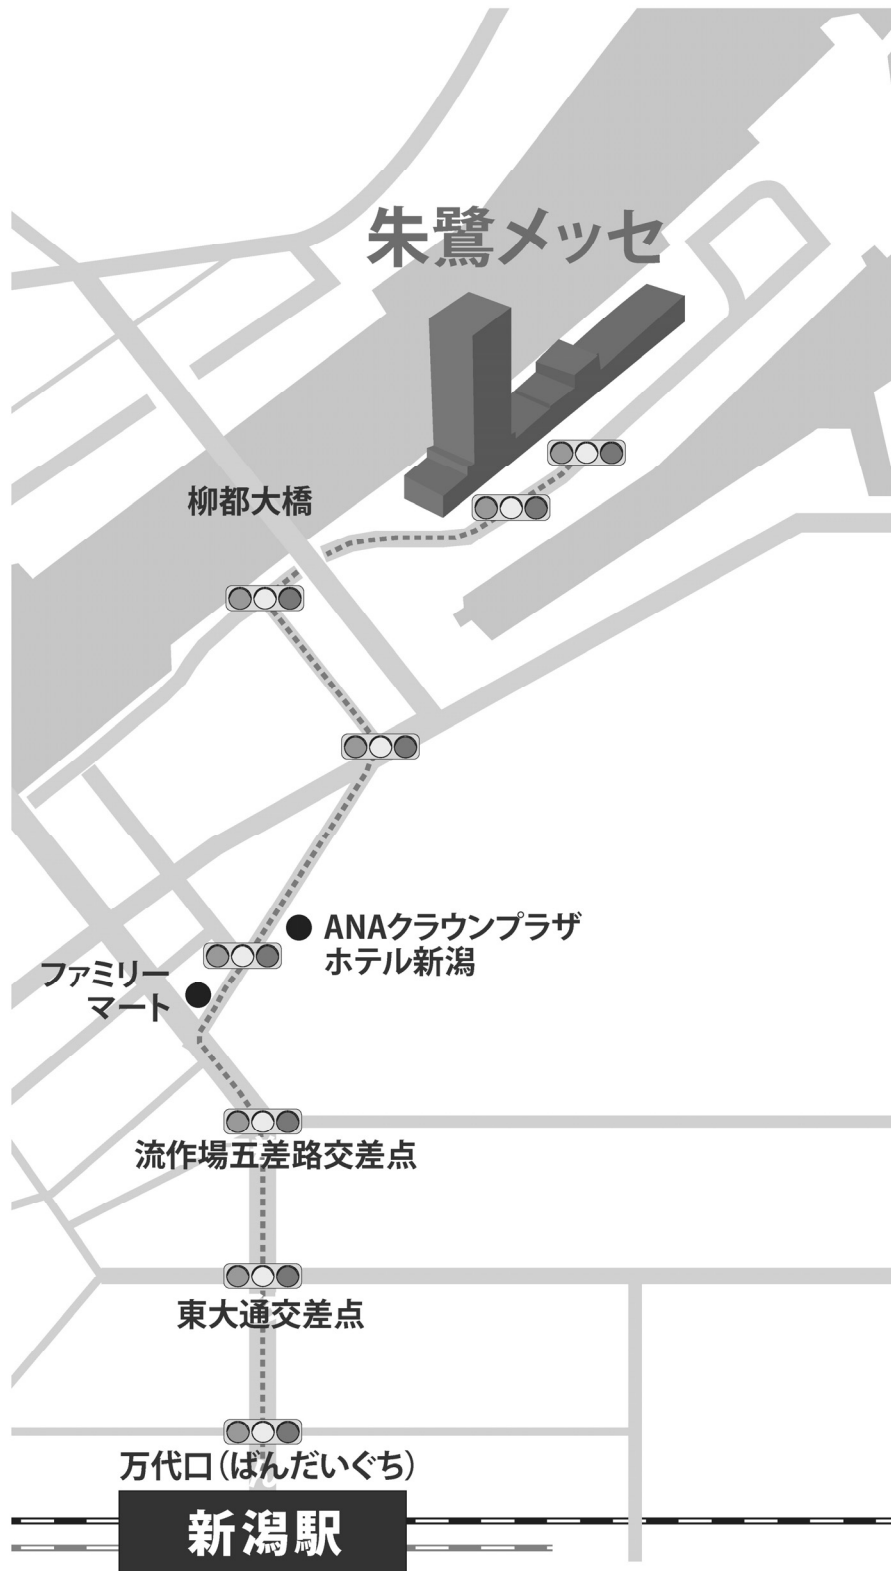 朱鷺メッセ
柳都大橋
ANAクラウンプラザ
ホテル新潟
ファミリー
マート
流作場五差路交差点
東大通交差点
万代口(ばんだいぐち)
新潟駅